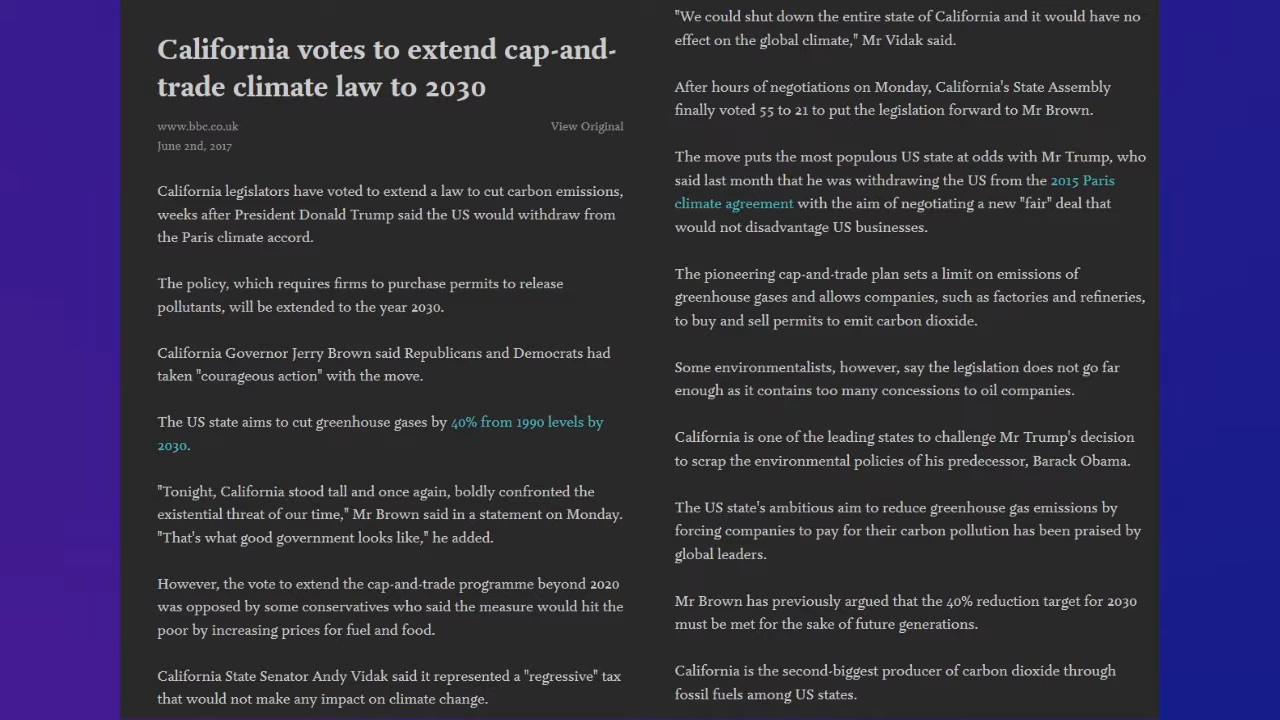 California votes to extend cap-and-
trade climate law to 2030
www.bbc.co.uk
View Original
June 2nd, 2017
California legislators have voted to extend a law to cut carbon emissions,
weeks after President Donald Trump said the US would withdraw from
the Paris climate accord.
The policy, which requires firms to purchase permits to release
pollutants, will be extended to the year 2030.
California Governor Jerry Brown said Republicans and Democrats had
taken "courageous action" with the move.
The US state aims to cut greenhouse gases by 40% from 1990 levels by
2030.
"Tonight, California stood tall and once again, boldly confronted the
existential threat of our time," Mr Brown said in a statement on Monday.
"That's what good government looks like," he added.
However, the vote to extend the cap-and-trade programme beyond 2020
was opposed by some conservatives who said the measure would hit the
poor by increasing prices for fuel and food.
California State Senator Andy Vidak said it represented a "regressive" tax
that would not make any impact on climate change.
"We could shut down the entire state of California and it would have no
effect on the global climate," Mr Vidak said.
After hours of negotiations on Monday, California's State Assembly
finally voted 55 to 21 to put the legislation forward to Mr Brown.
The move puts the most populous US state at odds with Mr Trump, who
said last month that he was withdrawing the US from the 2015 Paris
climate agreement with the aim of negotiating a new "fair" deal that
would not disadvantage US businesses.
The pioneering cap-and-trade plan sets a limit on emissions of
greenhouse gases and allows companies, such as factories and refineries,
to buy and sell permits to emit carbon dioxide.
Some environmentalists, however, say the legislation does not go far
enough as it contains too many concessions to oil companies.
California is one of the leading states to challenge Mr Trump's decision
to scrap the environmental policies of his predecessor, Barack Obama.
The US state's ambitious aim to reduce greenhouse gas emissions by
forcing companies to pay for their carbon pollution has been praised by
global leaders.
Mr Brown has previously argued that the 40% reduction target for 2030
must be met for the sake of future generations.
California is the second-biggest producer of carbon dioxide through
fossil fuels among US states.